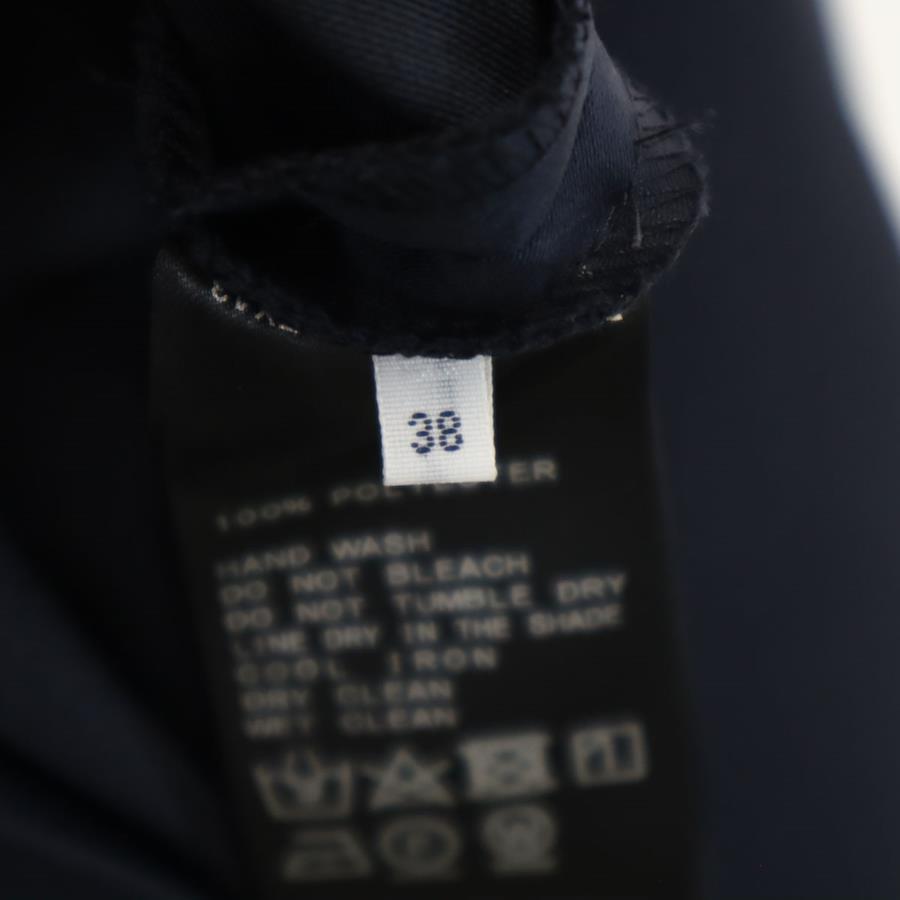 38
100% POLYESTER
HAND WASH
DO NOT BLEACH
DO NOT TUMBLE DRY
LINE DRY IN THE SHADE
COOL IRON
DRY CLEAN
WET CLEAN